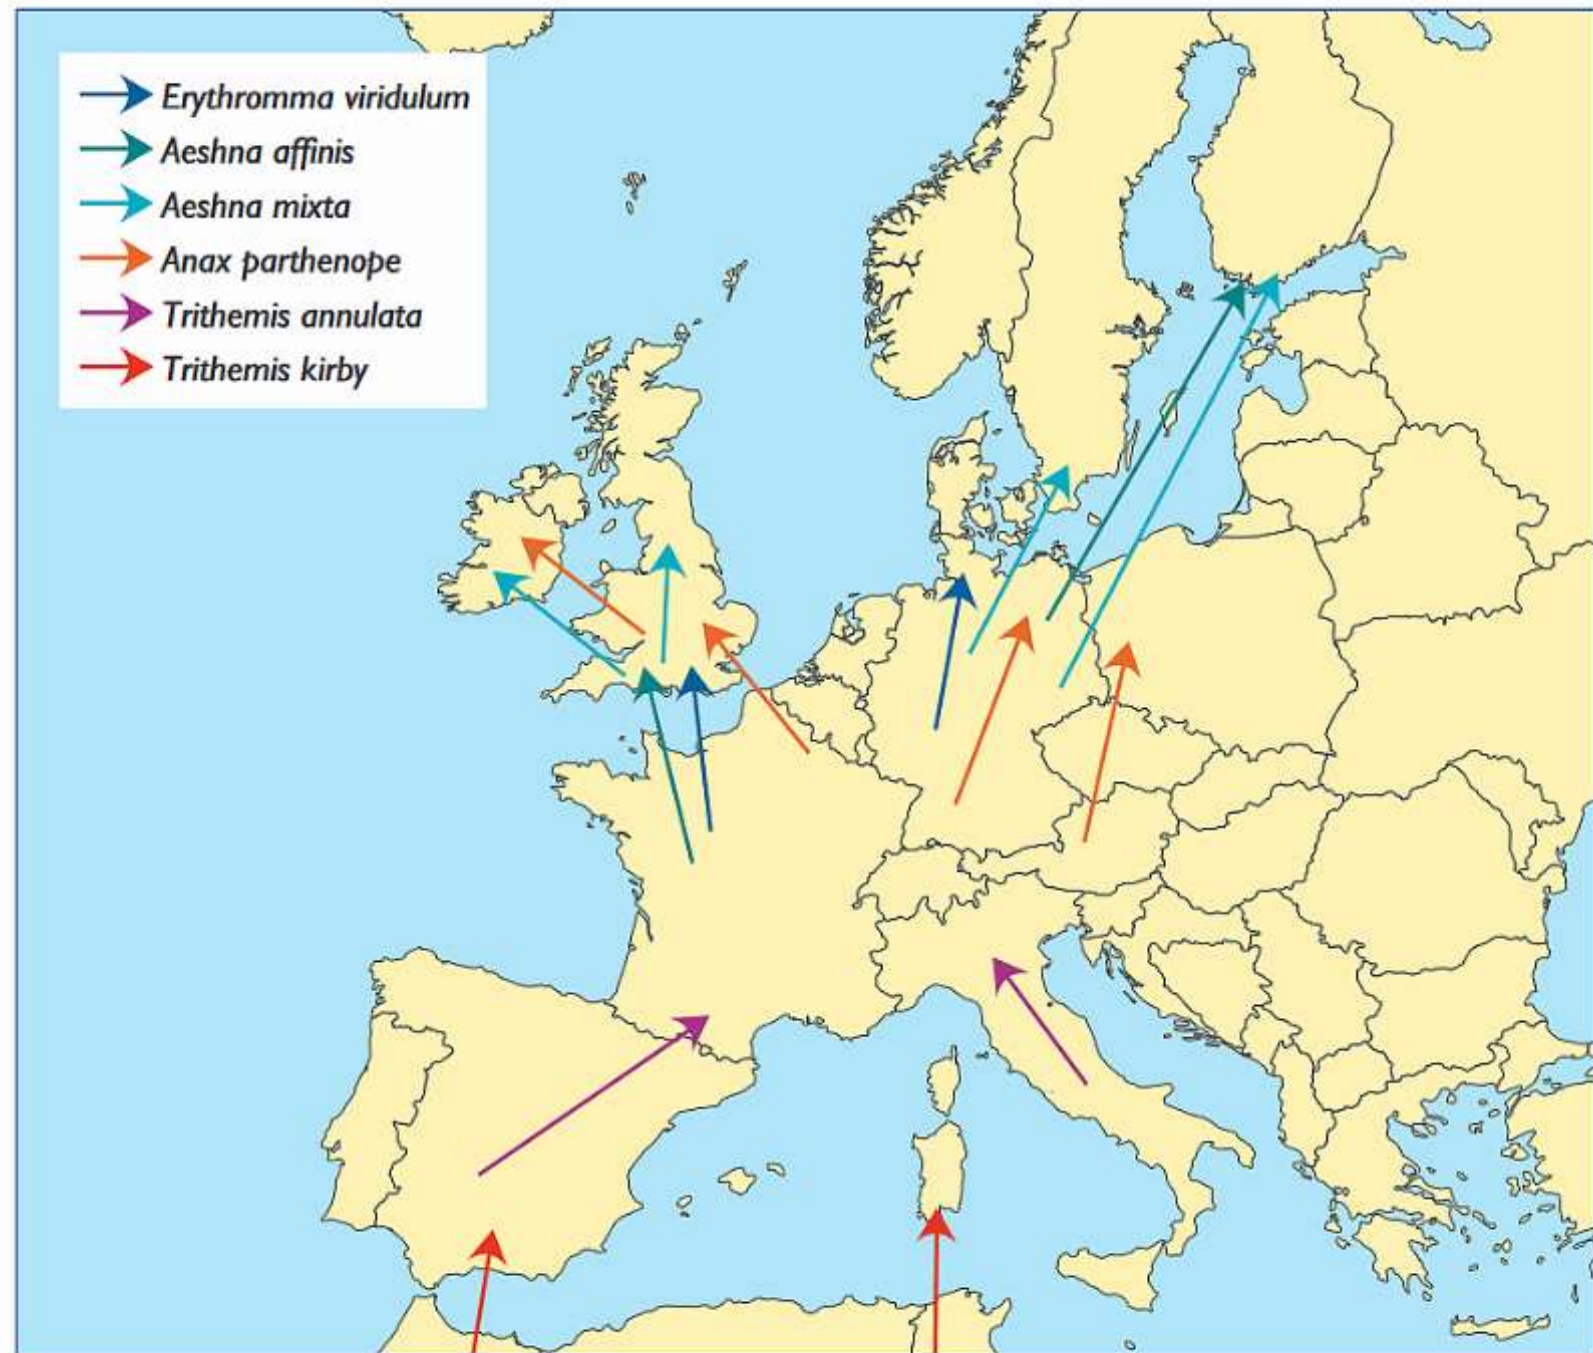 Erythromma viridulum
Aeshna affinis
Aeshna mixta
Anax parthenope
Trithemis annulata
Trithemis kirby